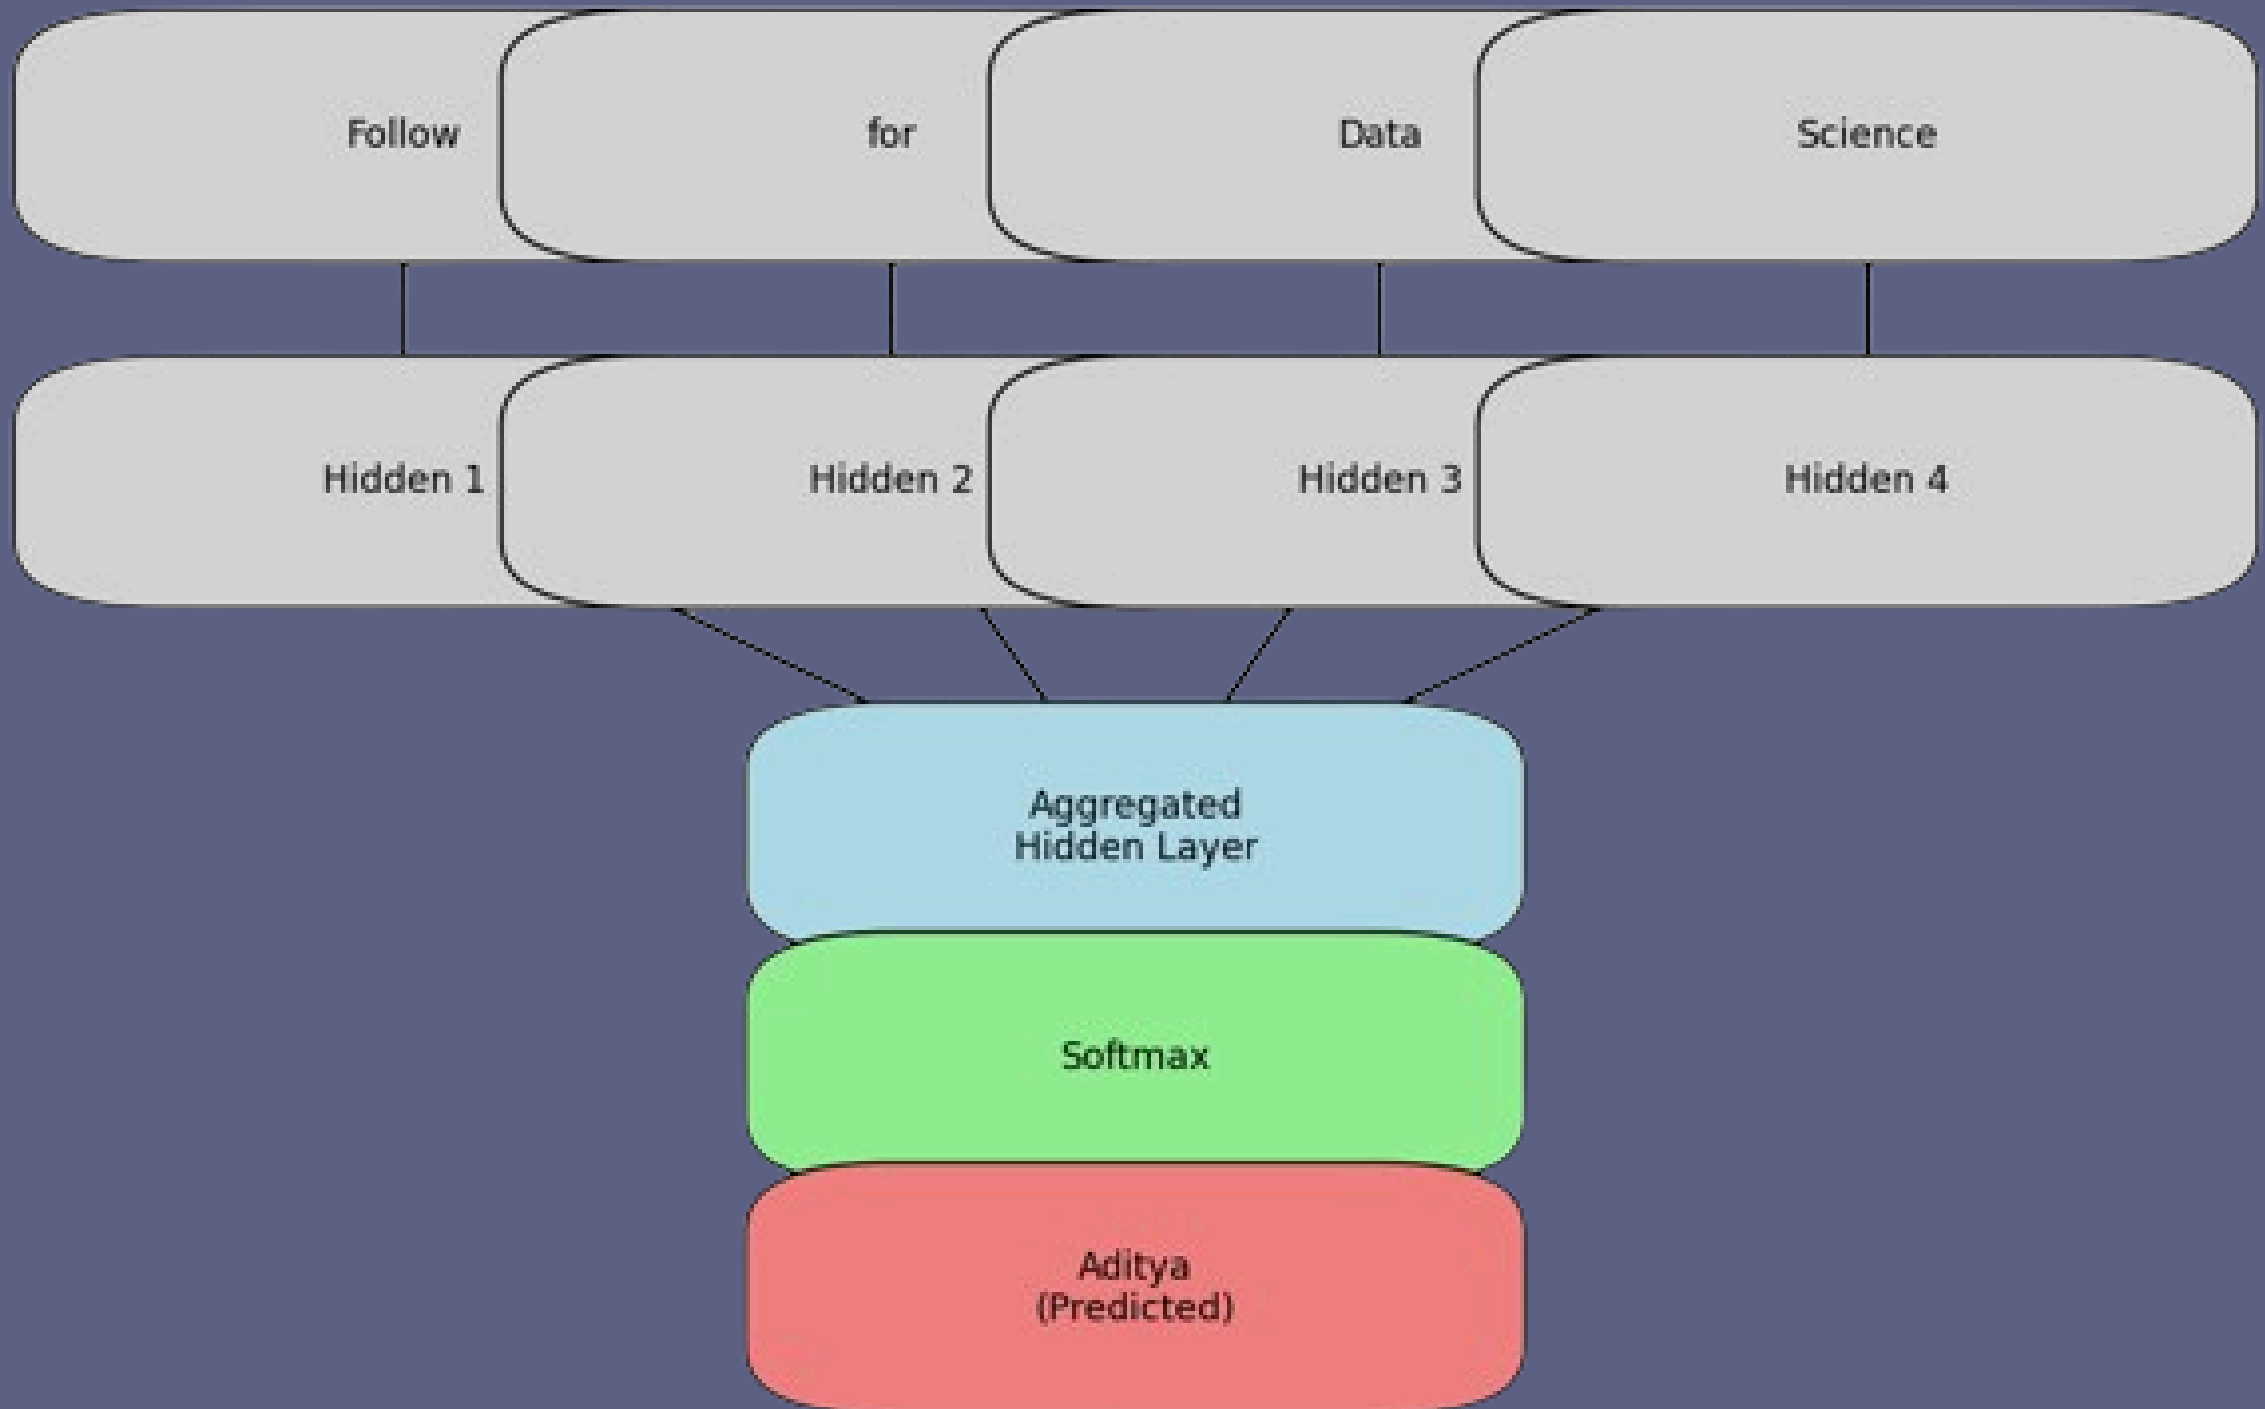 Follow for Data Science
Hidden 1 Hidden 2 Hidden 3 Hidden 4
Aggregated
Hidden Layer
Softmax
Aditya
(Predicted)